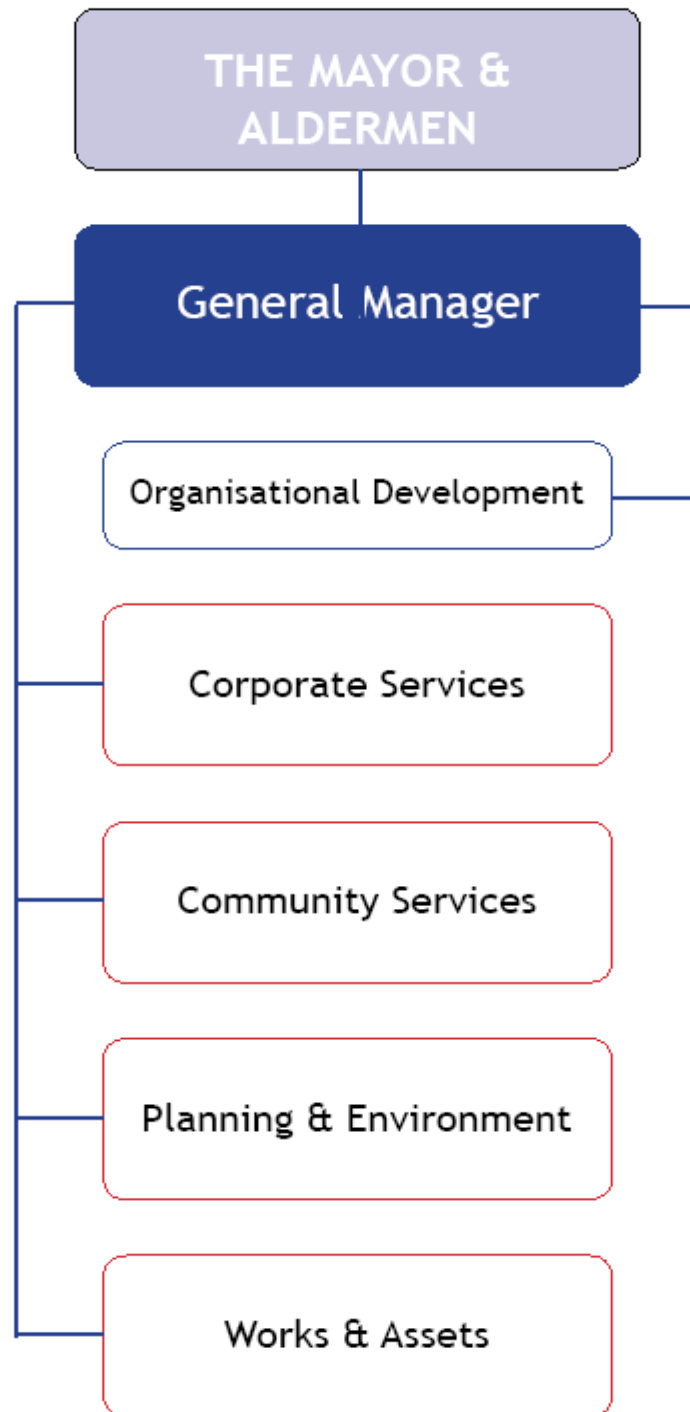 THE MAYOR &
ALDERMEN
General Manager
Organisational Development
Corporate Services
Community Services
Planning & Environment
Works & Assets